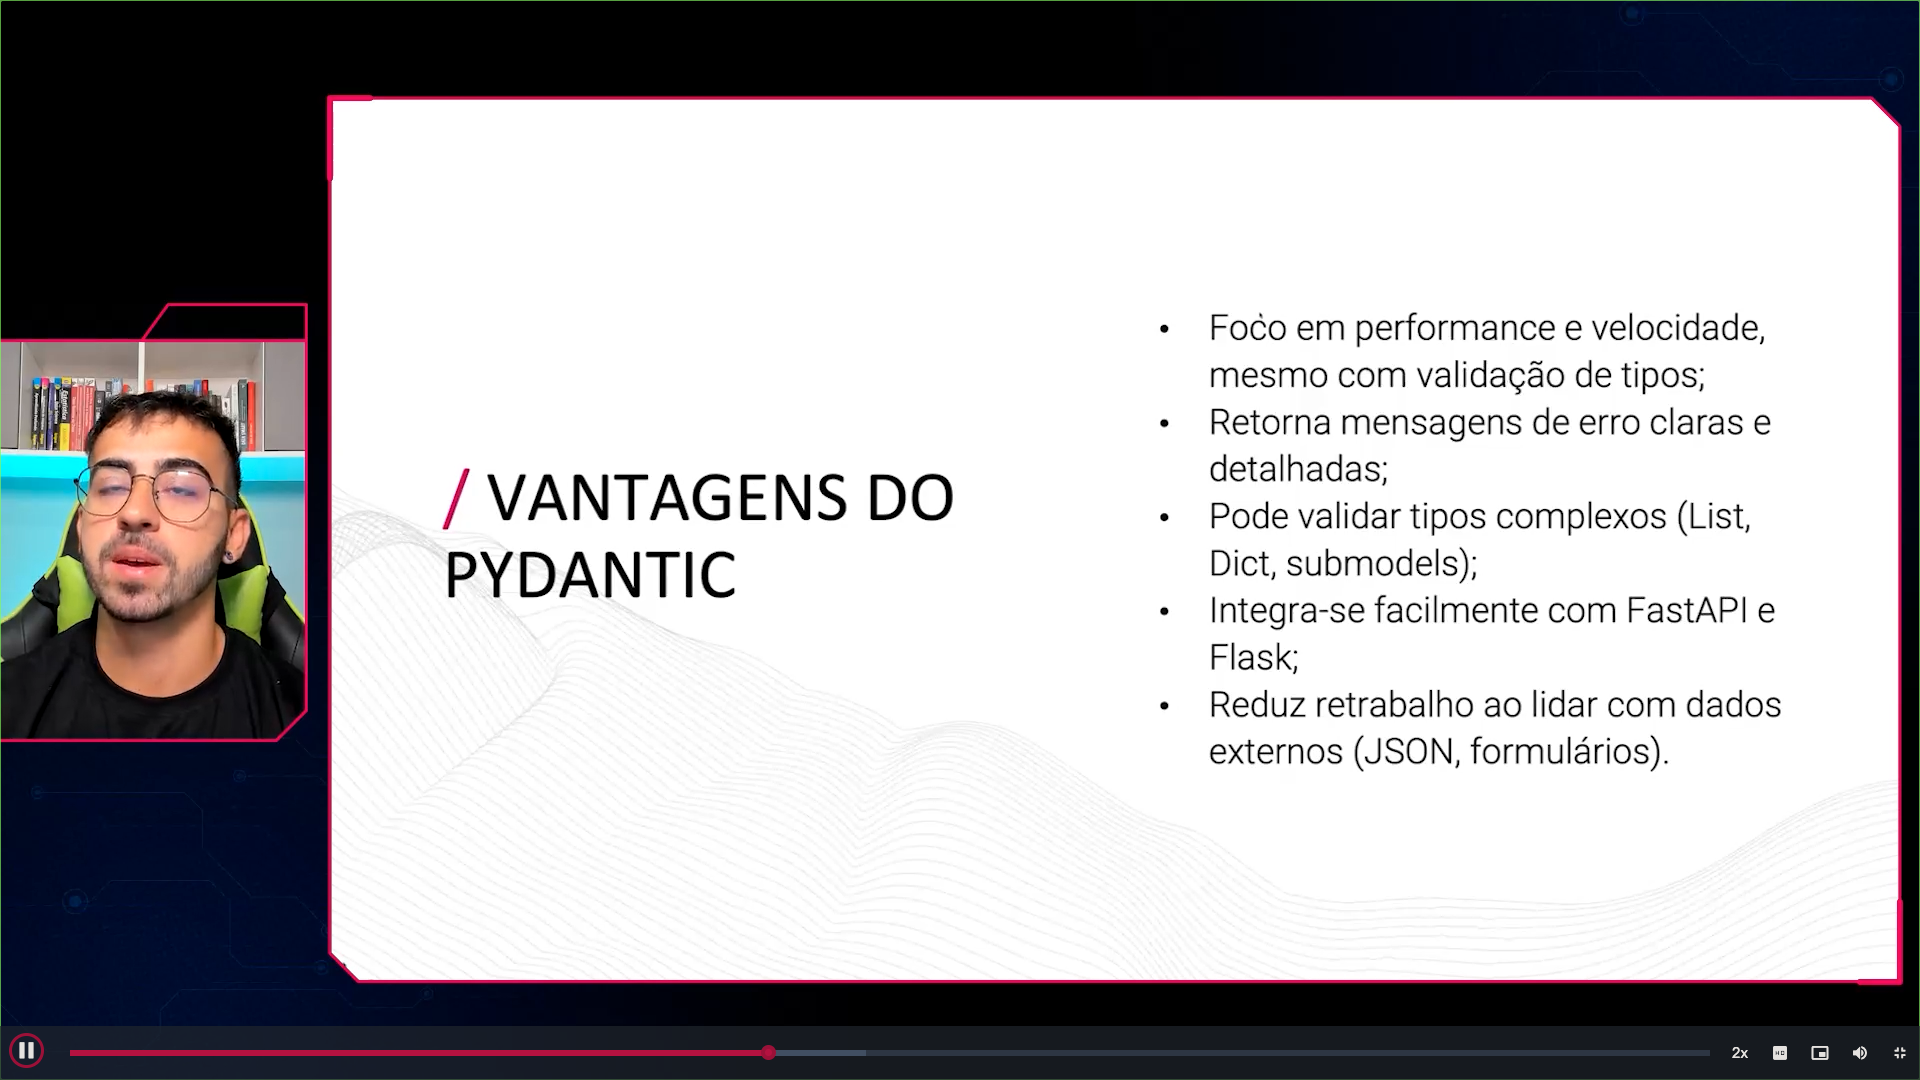 / VANTAGENS DO
PYDANTIC
• Foco em performance e velocidade,
mesmo com validação de tipos;
• Retorna mensagens de erro claras e
detalhadas;
• Pode validar tipos complexos (List,
Dict, submodels);
• Integra-se facilmente com FastAPI e
Flask;
• Reduz retrabalho ao lidar com dados
externos (JSON, formulários).
2x
HD